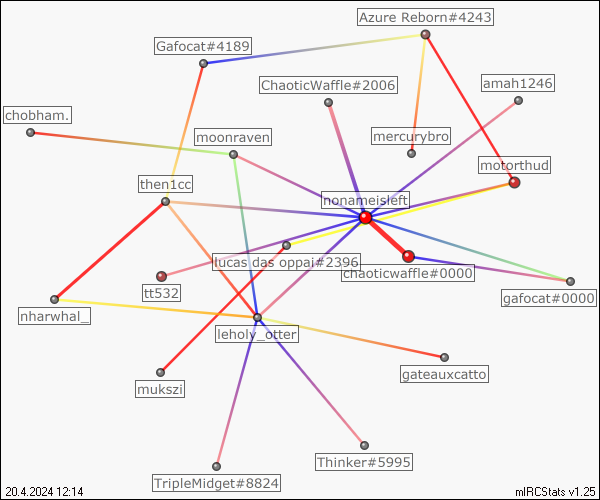 Azure Reborn#4243
Gafocat#4189
ChaoticWaffle#2006
amah1246
chobham.
moonraven
mercurybro
motorthud
then1cc
nonameisleft
lucas das oppai#2396
chaoticwaffle#0000
tt532
gafocat#0000
nharwhal_
leholy_otter
gateauxcatto
mukszi
Thinker#5995
TripleMidget#8824
20.4.2024 12:14
mIRCStats v1.25